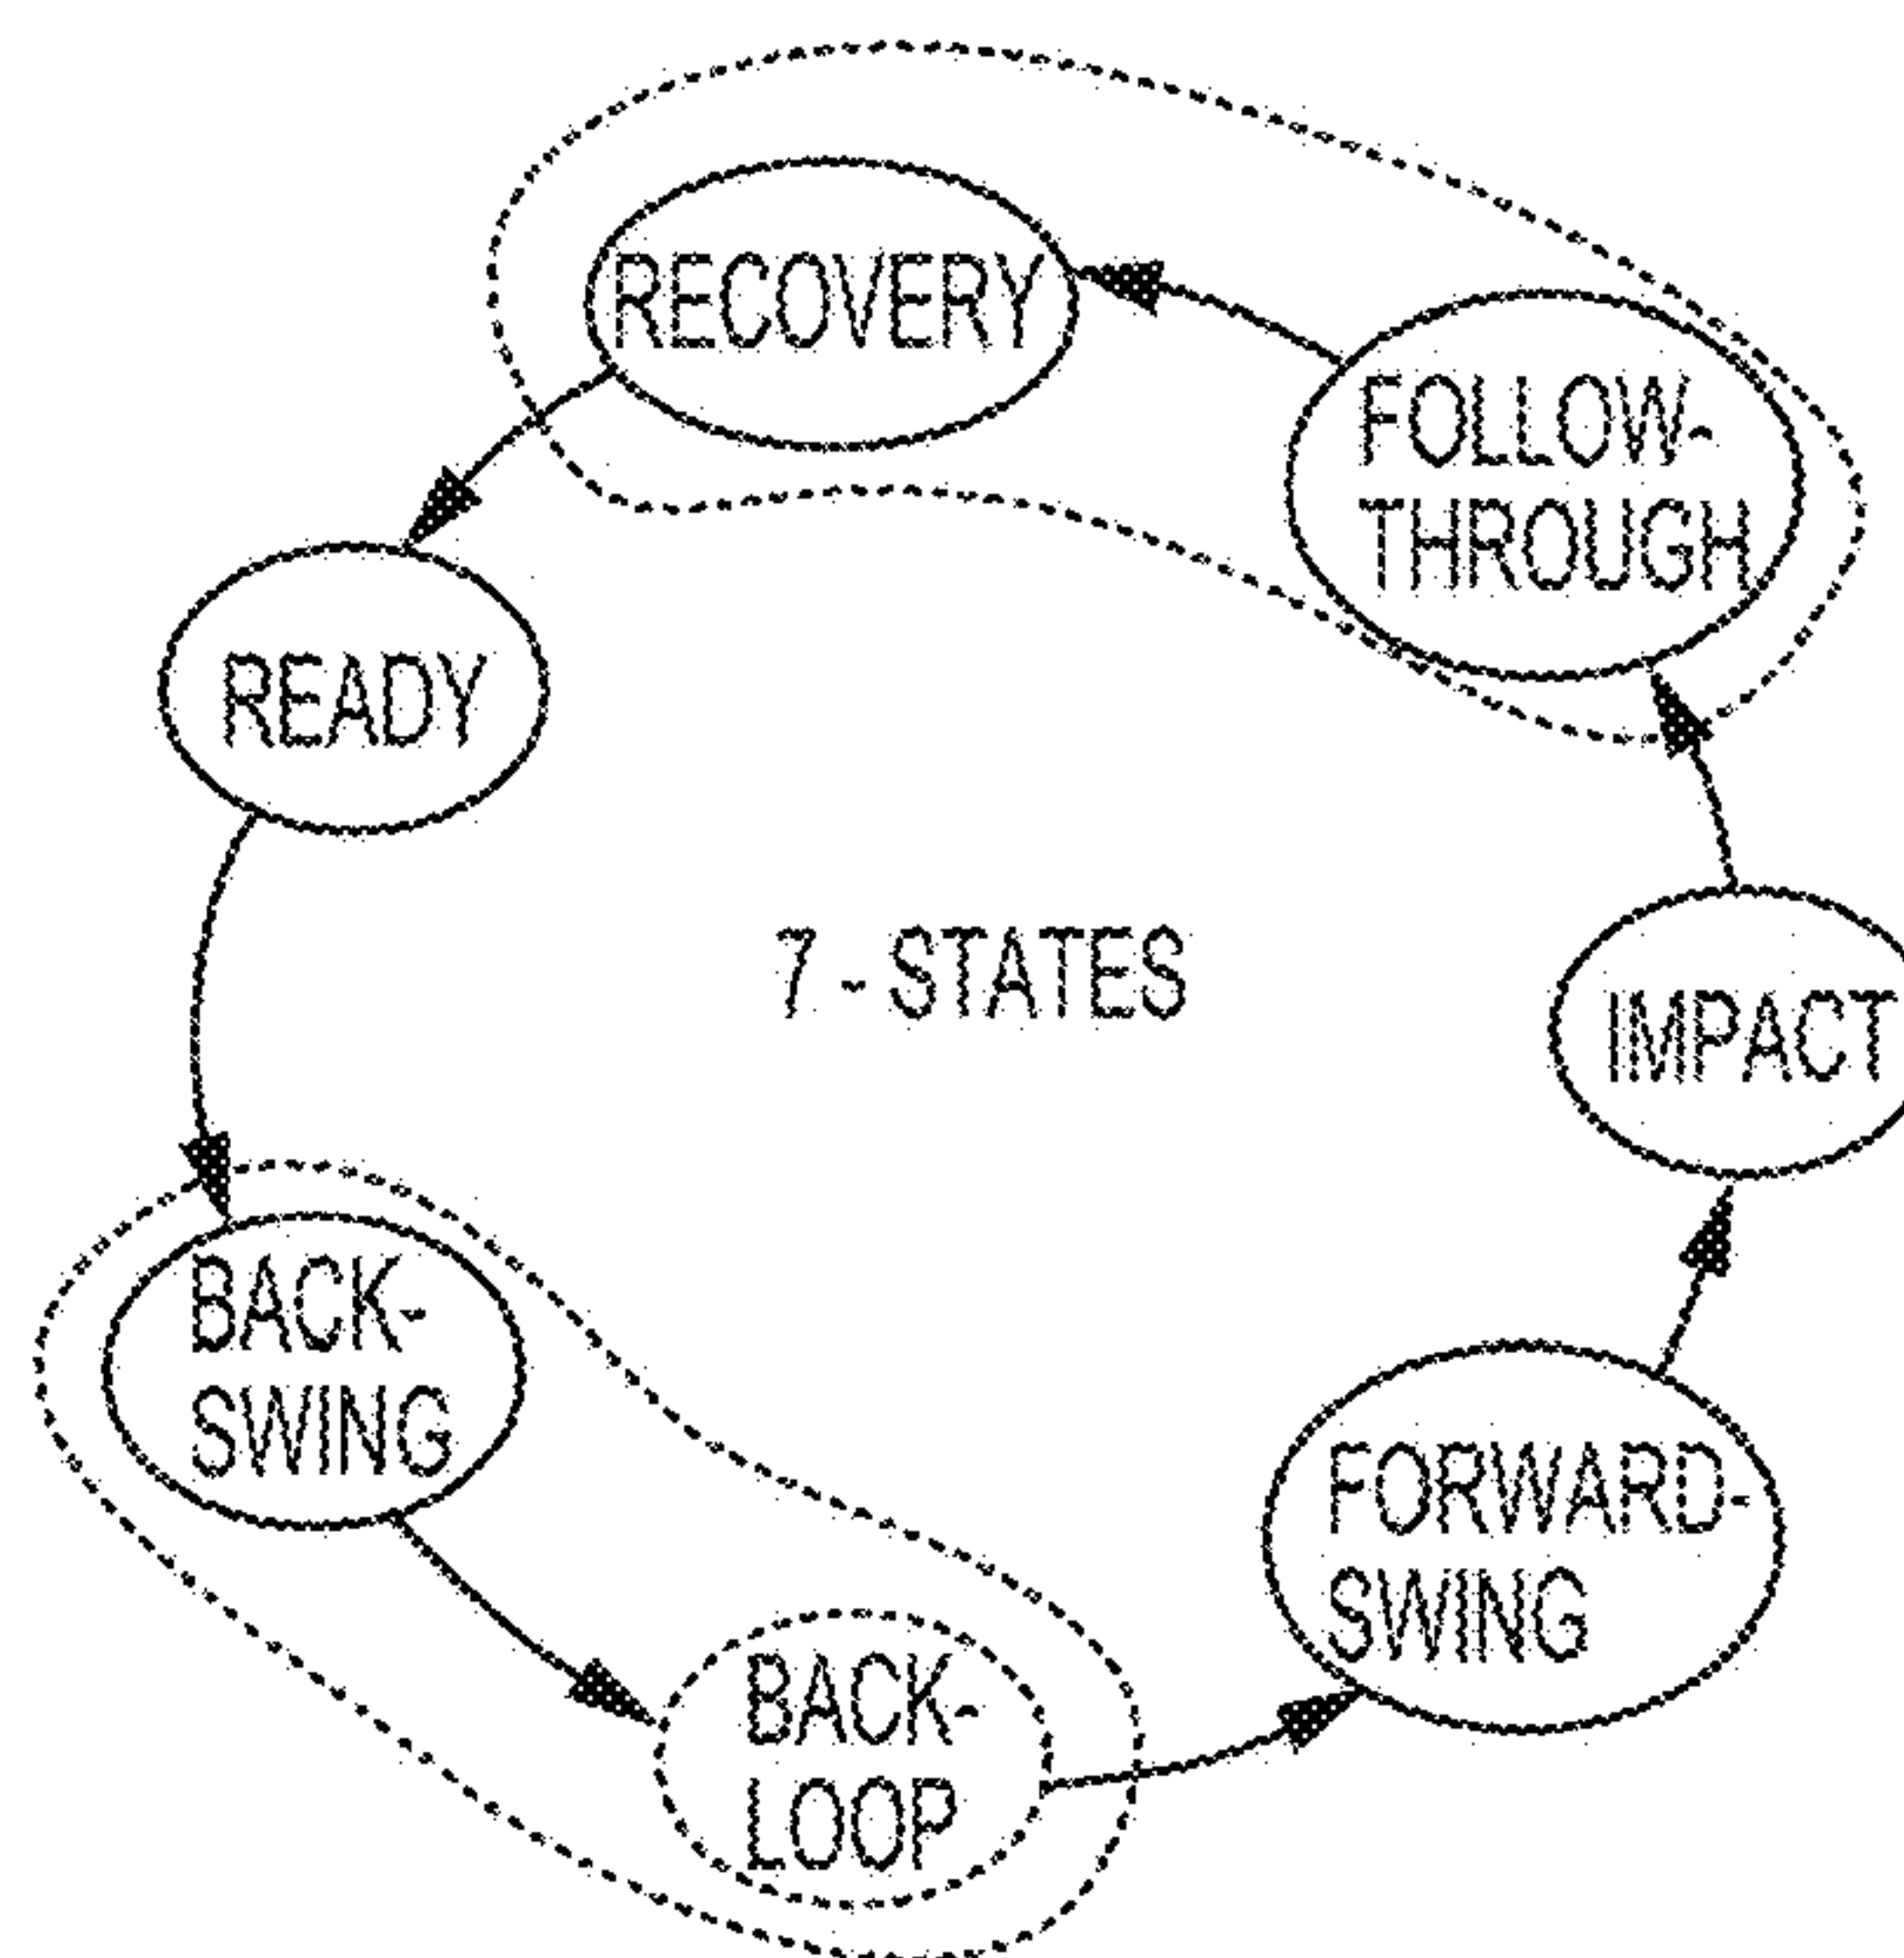 RECOVERY
FOLLOW-
THROUGH
READY
7 - STATES
IMPACT
BACK-
SWING
FORWARD-
SWING
BACK-
LOOP